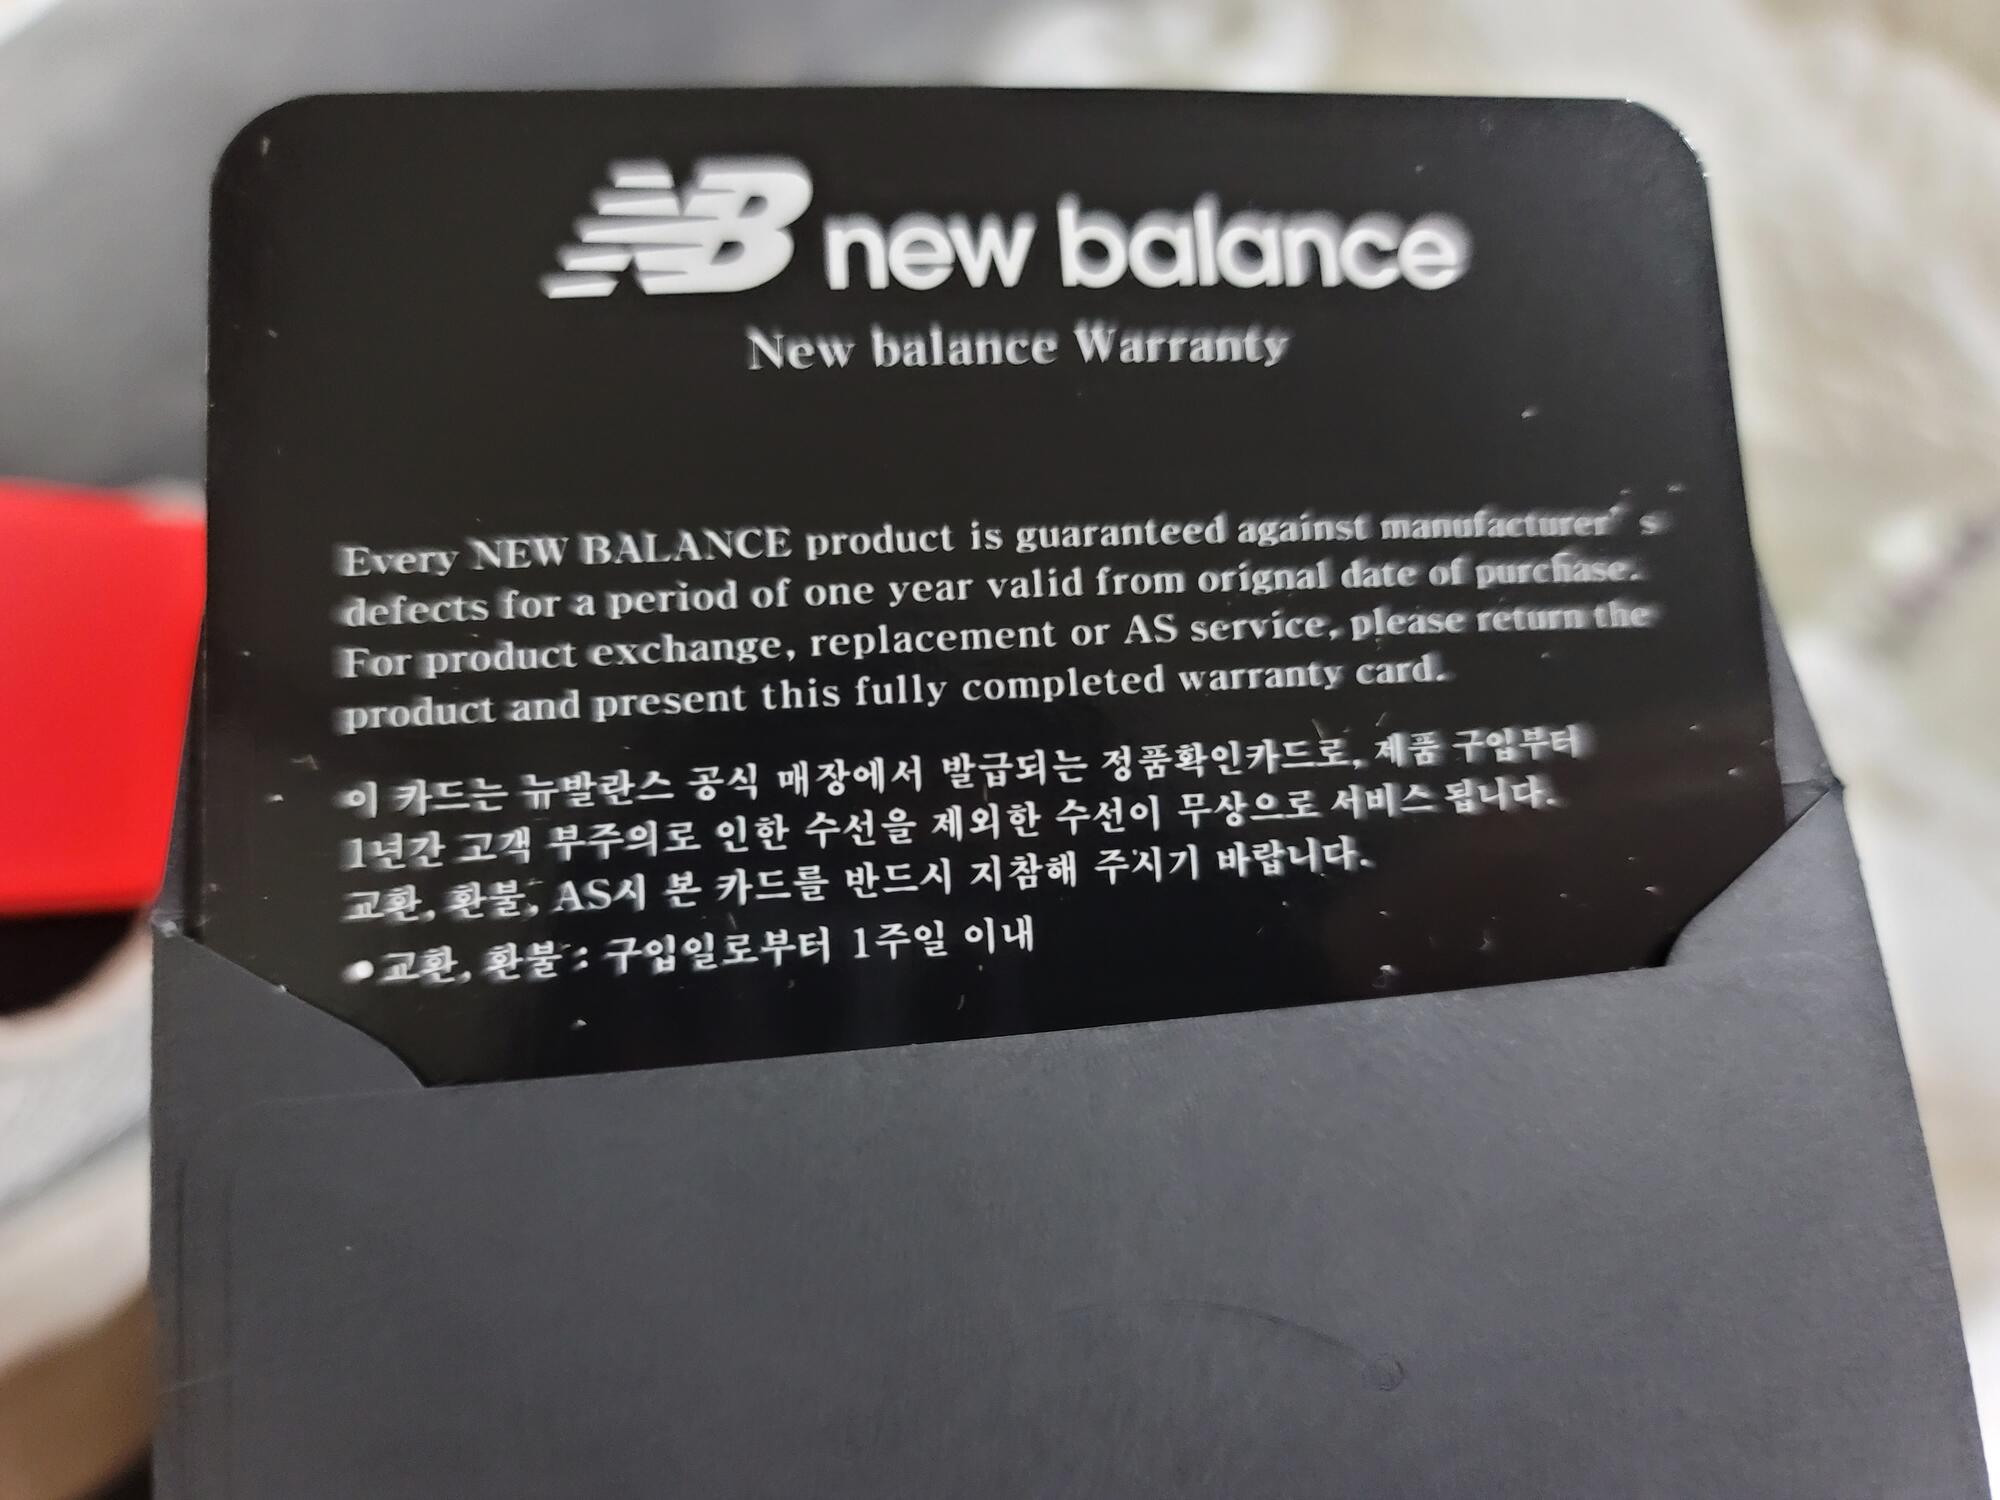 NB new balance
New balance Warranty
Every NEW BALANCE product is guaranteed against manufacturer's
defects for a period of one year valid from orignal date of purchase.
For product exchange, replacement or AS service, please return the
product and present this fully completed warranty card.
이 카드는 뉴발란스 공식 매장에서 발급되는 정품확인카드로, 제품 구입부터
1년간 고객 부주의로 인한 수선을 제외한 수선이 무상으로 서비스 됩니다.
교환, 환불, AS시 본 카드를 반드시 지참해 주시기 바랍니다.
●교환, 환불 : 구입일로부터 1주일 이내